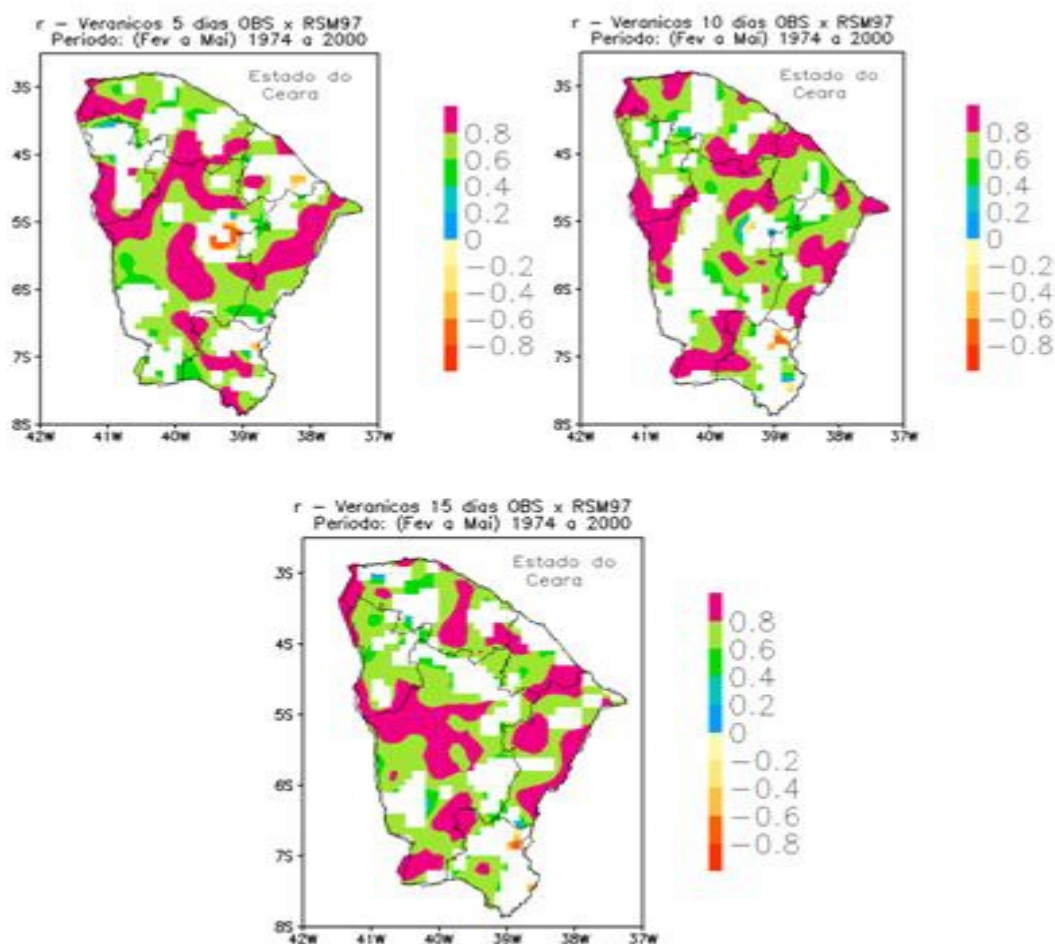 r - Veranicos 5 dias OBS x RSM97
Periodo: (Fev a Mai) 1974 a 2000
Estado do
Ceara
3S
4S
5S
6S
7S
8S
42W 41W 40W 39W 38W 37W
0.8
0.6
0.4
0.2
0
-0.2
-0.4
-0.6
-0.8
r - Veranicos 10 dias OBS x RSM97
Periodo: (Fev a Mai) 1974 a 2000
Estado do
Ceara
3S
4S
5S
6S
7S
8S
42W 41W 40W 39W 38W 37W
0.8
0.6
0.4
0.2
0
-0.2
-0.4
-0.6
-0.8
r - Veranicos 15 dias OBS x RSM97
Periodo: (Fev a Mai) 1974 a 2000
Estado do
Ceara
3S
4S
5S
6S
7S
8S
42W 41W 40W 39W 38W 37W
0.8
0.6
0.4
0.2
0
-0.2
-0.4
-0.6
-0.8